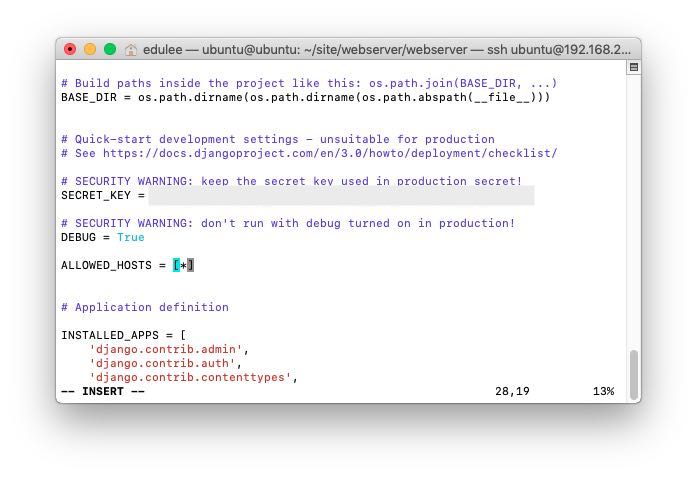 edulee — ubuntu@ubuntu: ~/site/webserver/webserver — ssh ubuntu@192.168.2...
# Build paths inside the project like this: os.path.join(BASE_DIR, ...)
BASE_DIR = os.path.dirname(os.path.dirname(os.path.abspath(__file__)))
# Quick-start development settings - unsuitable for production
# See https://docs.djangoproject.com/en/3.0/howto/deployment/checklist/
# SECURITY WARNING: keep the secret key used in production secret!
SECRET_KEY =
# SECURITY WARNING: don't run with debug turned on in production!
DEBUG = True
ALLOWED_HOSTS = [*]
# Application definition
INSTALLED_APPS = [
    'django.contrib.admin',
    'django.contrib.auth',
    'django.contrib.contenttypes',
-- INSERT -- 28,19 13%